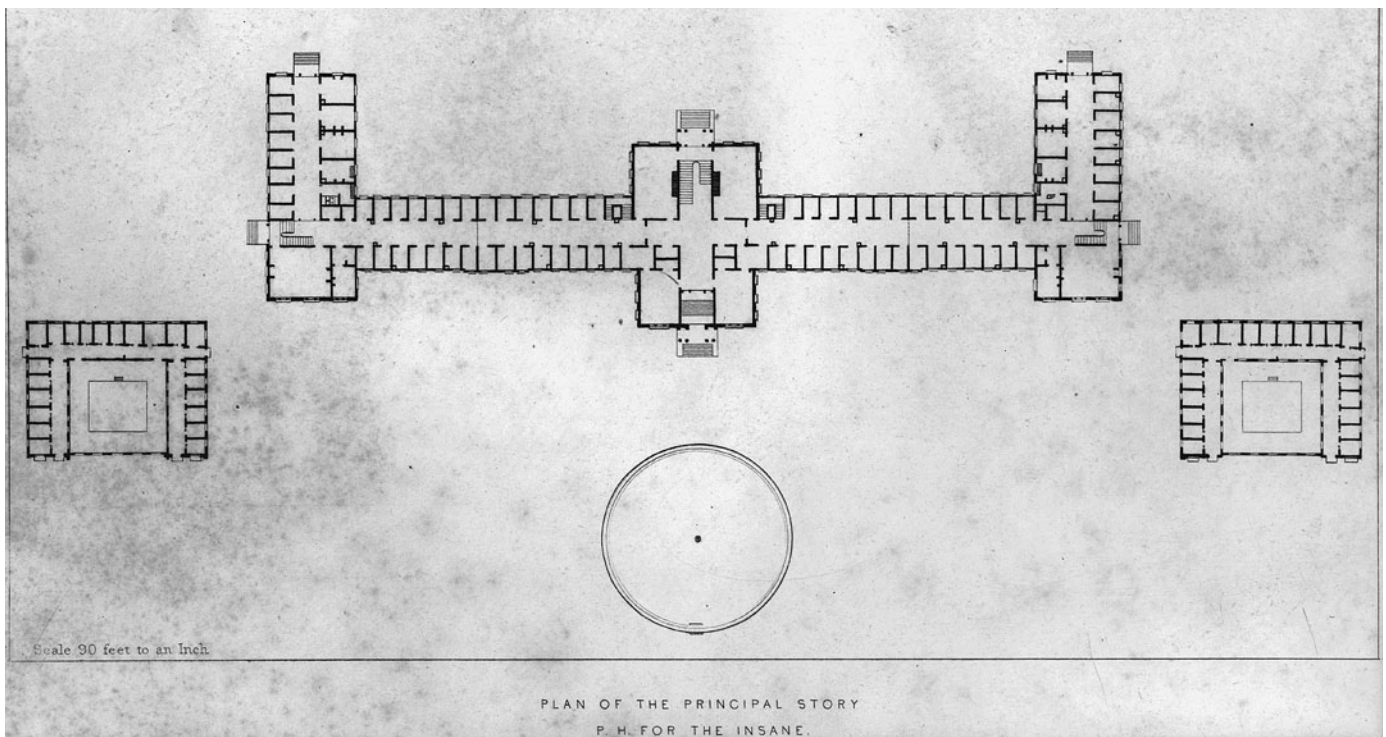 Scale 90 feet to an Inch
PLAN OF THE PRINCIPAL STORY
P. H. FOR THE INSANE.